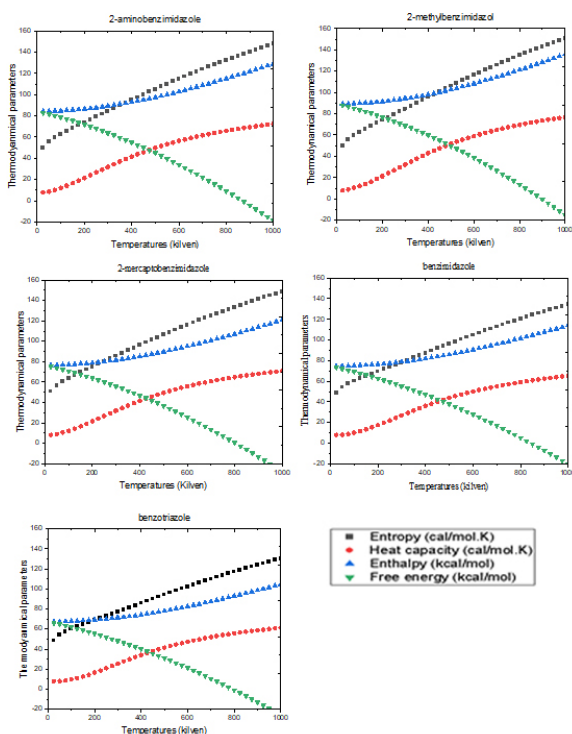 2-aminobenzimidazole
160
140
120
100
80
60
40
20
0
-20
Thermodyanmical parameters
0 200 400 600 800 1000
Temperatures (kilven)
2-methylbenzimidazol
160
140
120
100
80
60
40
20
0
-20
Thermodyanmical parameters
0 200 400 600 800 1000
Temperatures (kilven)
2-mercaptobenzimidazole
160
140
120
100
80
60
40
20
0
-20
Thermodyanmical parameters
0 200 400 600 800 1000
Temperatures (Kilven)
benzimidazole
160
140
120
100
80
60
40
20
0
-20
Thermodyanmical parameters
0 200 400 600 800 1000
Temperatures (kilven)
benzotriazole
160
140
120
100
80
60
40
20
0
-20
Thermodyanmical parameters
0 200 400 600 800 1000
Temperatures (kilven)
Entropy (cal/mol.K)
Heat capacity (cal/mol.K)
Enthalpy (kcal/mol)
Free energy (kcal/mol)